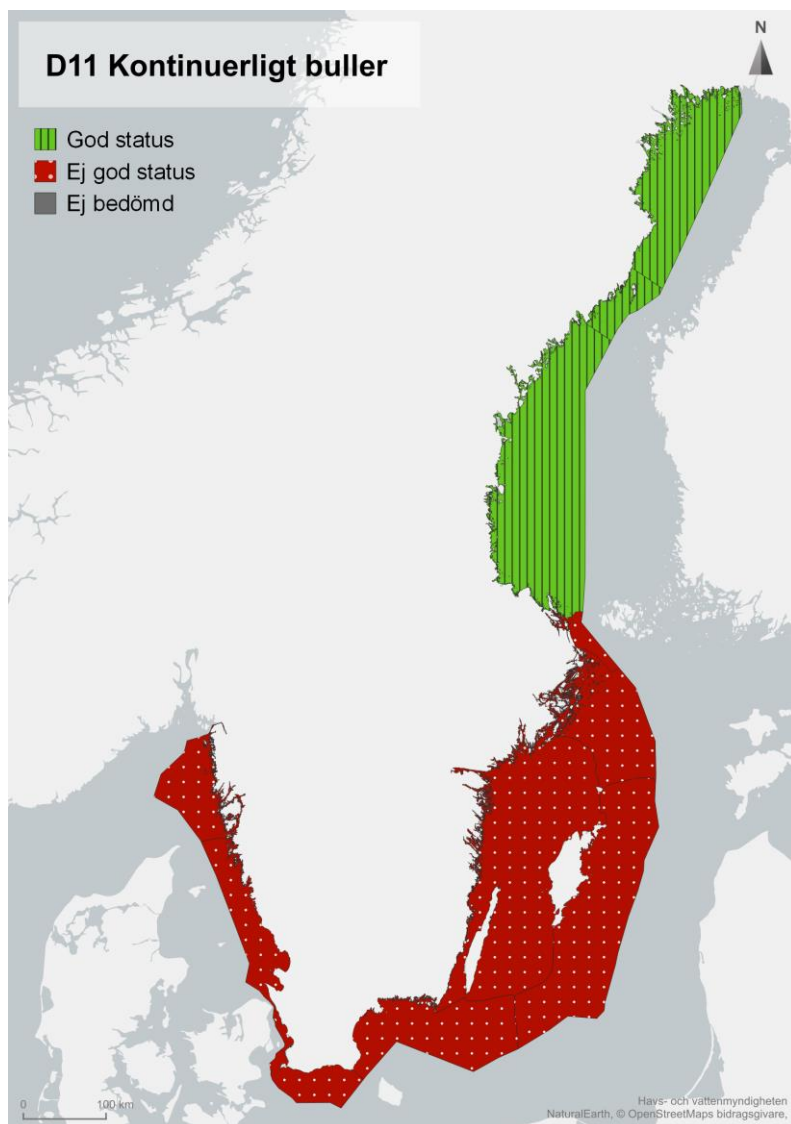 D11 Kontinuerligt buller
N
God status
Ej god status
Ej bedömd
0 100 km
Havs- och vattenmyndigheten
NaturalEarth, © OpenStreetMaps bidragsgivare,